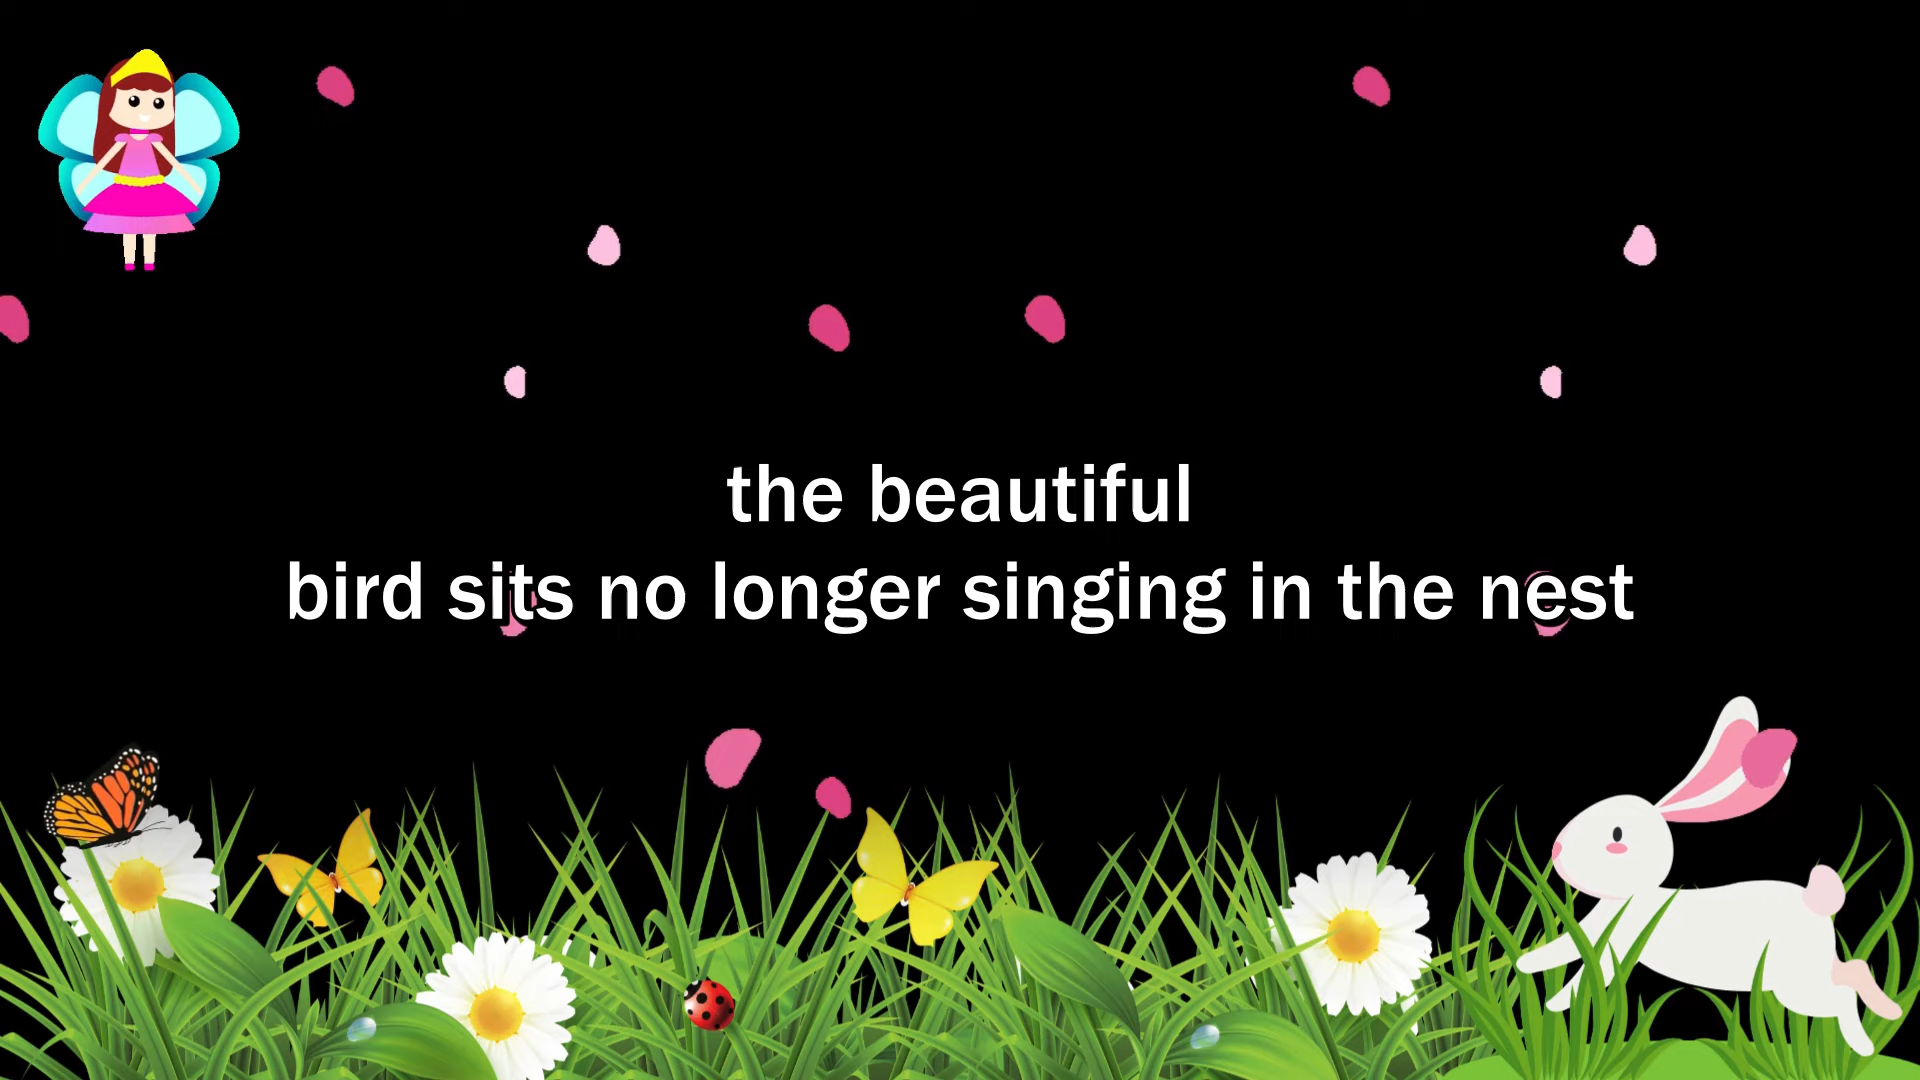 the beautiful
bird sits no longer singing in the nest